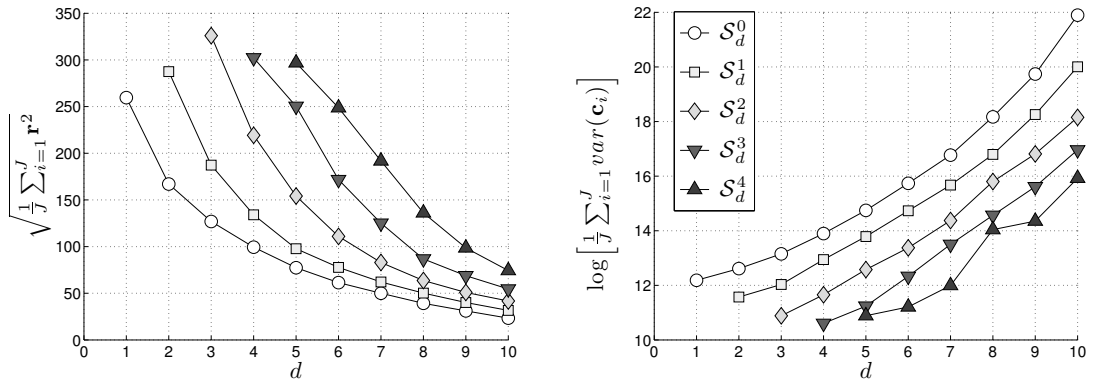 350
300
250
200
150
100
50
0
0 1 2 3 4 5 6 7 8 9 10
d
√(1/J ∑_{i=1}^{J} r²)
22
20
18
16
14
12
10
0 1 2 3 4 5 6 7 8 9 10
d
log [1/J ∑_{i=1}^{J} var(c_i)]
S_d^0
S_d^1
S_d^2
S_d^3
S_d^4